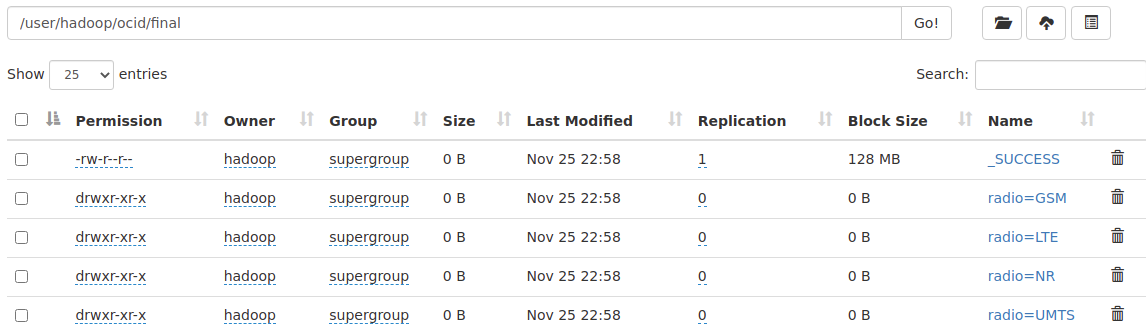 /user/hadoop/ocid/final Go!
Show 25 entries Search:
Permission Owner Group Size Last Modified Replication Block Size Name
-rw-r--r-- hadoop supergroup 0 B Nov 25 22:58 1 128 MB _SUCCESS
drwxr-xr-x hadoop supergroup 0 B Nov 25 22:58 0 0 B radio=GSM
drwxr-xr-x hadoop supergroup 0 B Nov 25 22:58 0 0 B radio=LTE
drwxr-xr-x hadoop supergroup 0 B Nov 25 22:58 0 0 B radio=NR
drwxr-xr-x hadoop supergroup 0 B Nov 25 22:58 0 0 B radio=UMTS